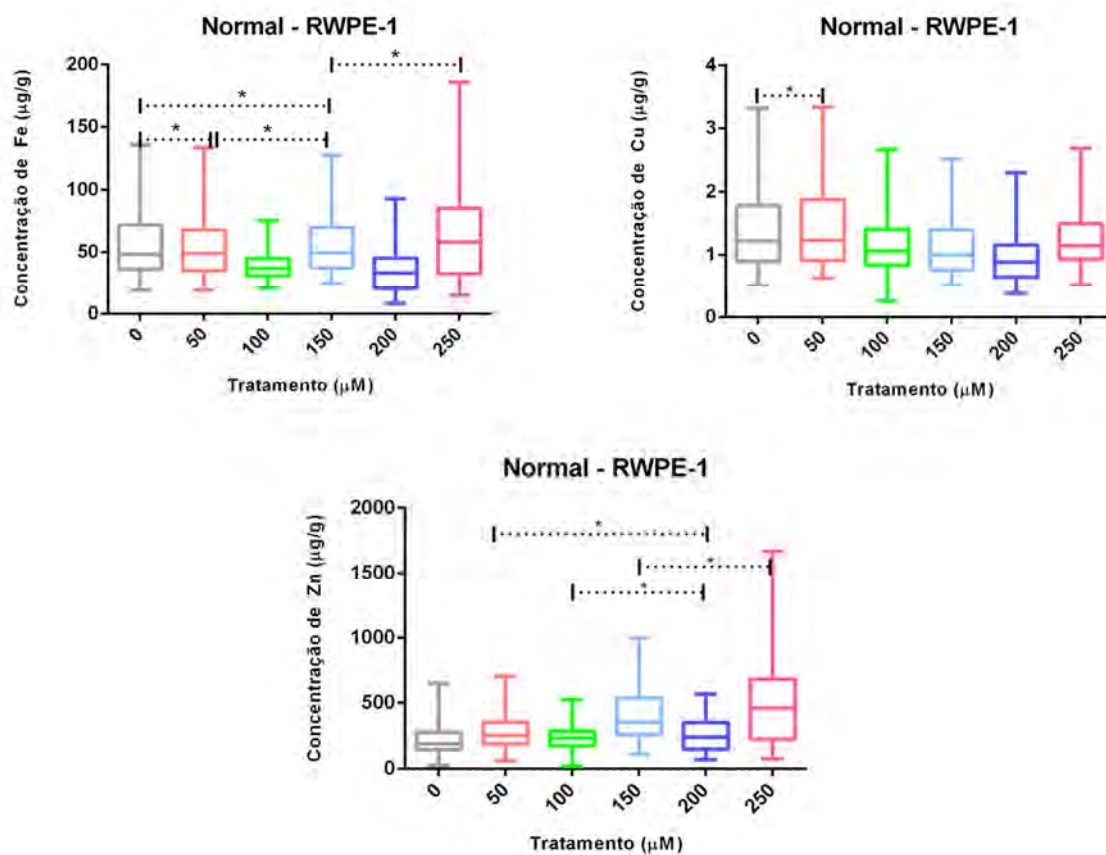 Normal - RWPE-1
Concentração de Fe (µg/g)
200
150
100
50
0
*
*
*
*
0 50 100 150 200 250
Tratamento (µM)
Normal - RWPE-1
Concentração de Cu (µg/g)
4
3
2
1
0
*
0 50 100 150 200 250
Tratamento (µM)
Normal - RWPE-1
Concentração de Zn (µg/g)
2000
1500
1000
500
0
*
*
*
0 50 100 150 200 250
Tratamento (µM)